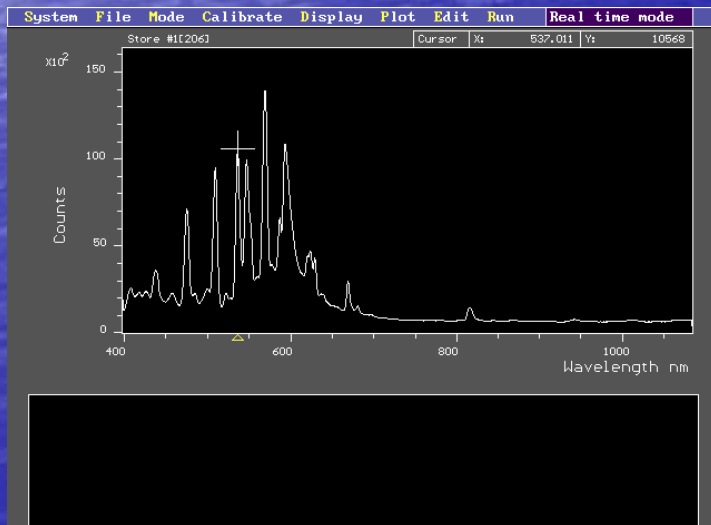 System File Mode Calibrate Display Plot Edit Run Real time mode
Store #1[206] Cursor X: 537.011 Y: 10568
X10²
150
100
50
0
Counts
400 600 800 1000
Wavelength nm